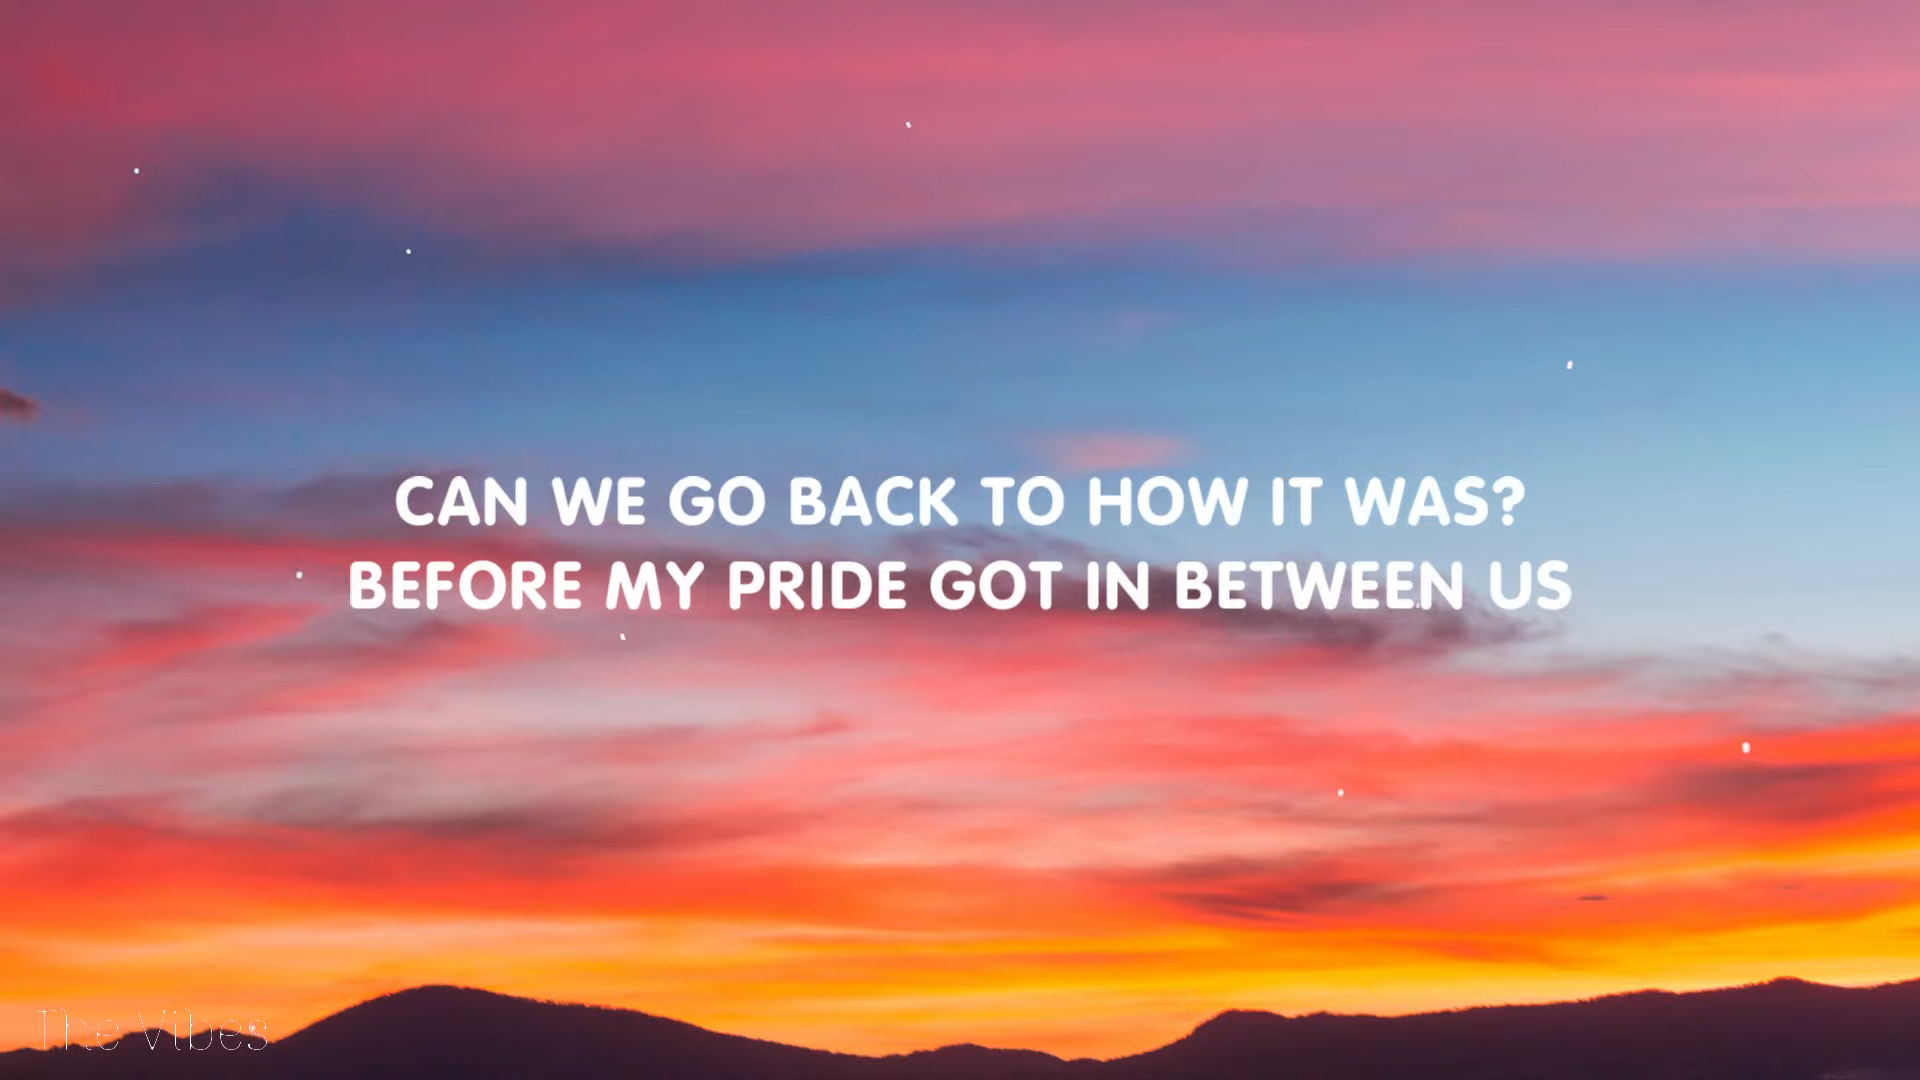 CAN WE GO BACK TO HOW IT WAS?
BEFORE MY PRIDE GOT IN BETWEEN US
The Vibes